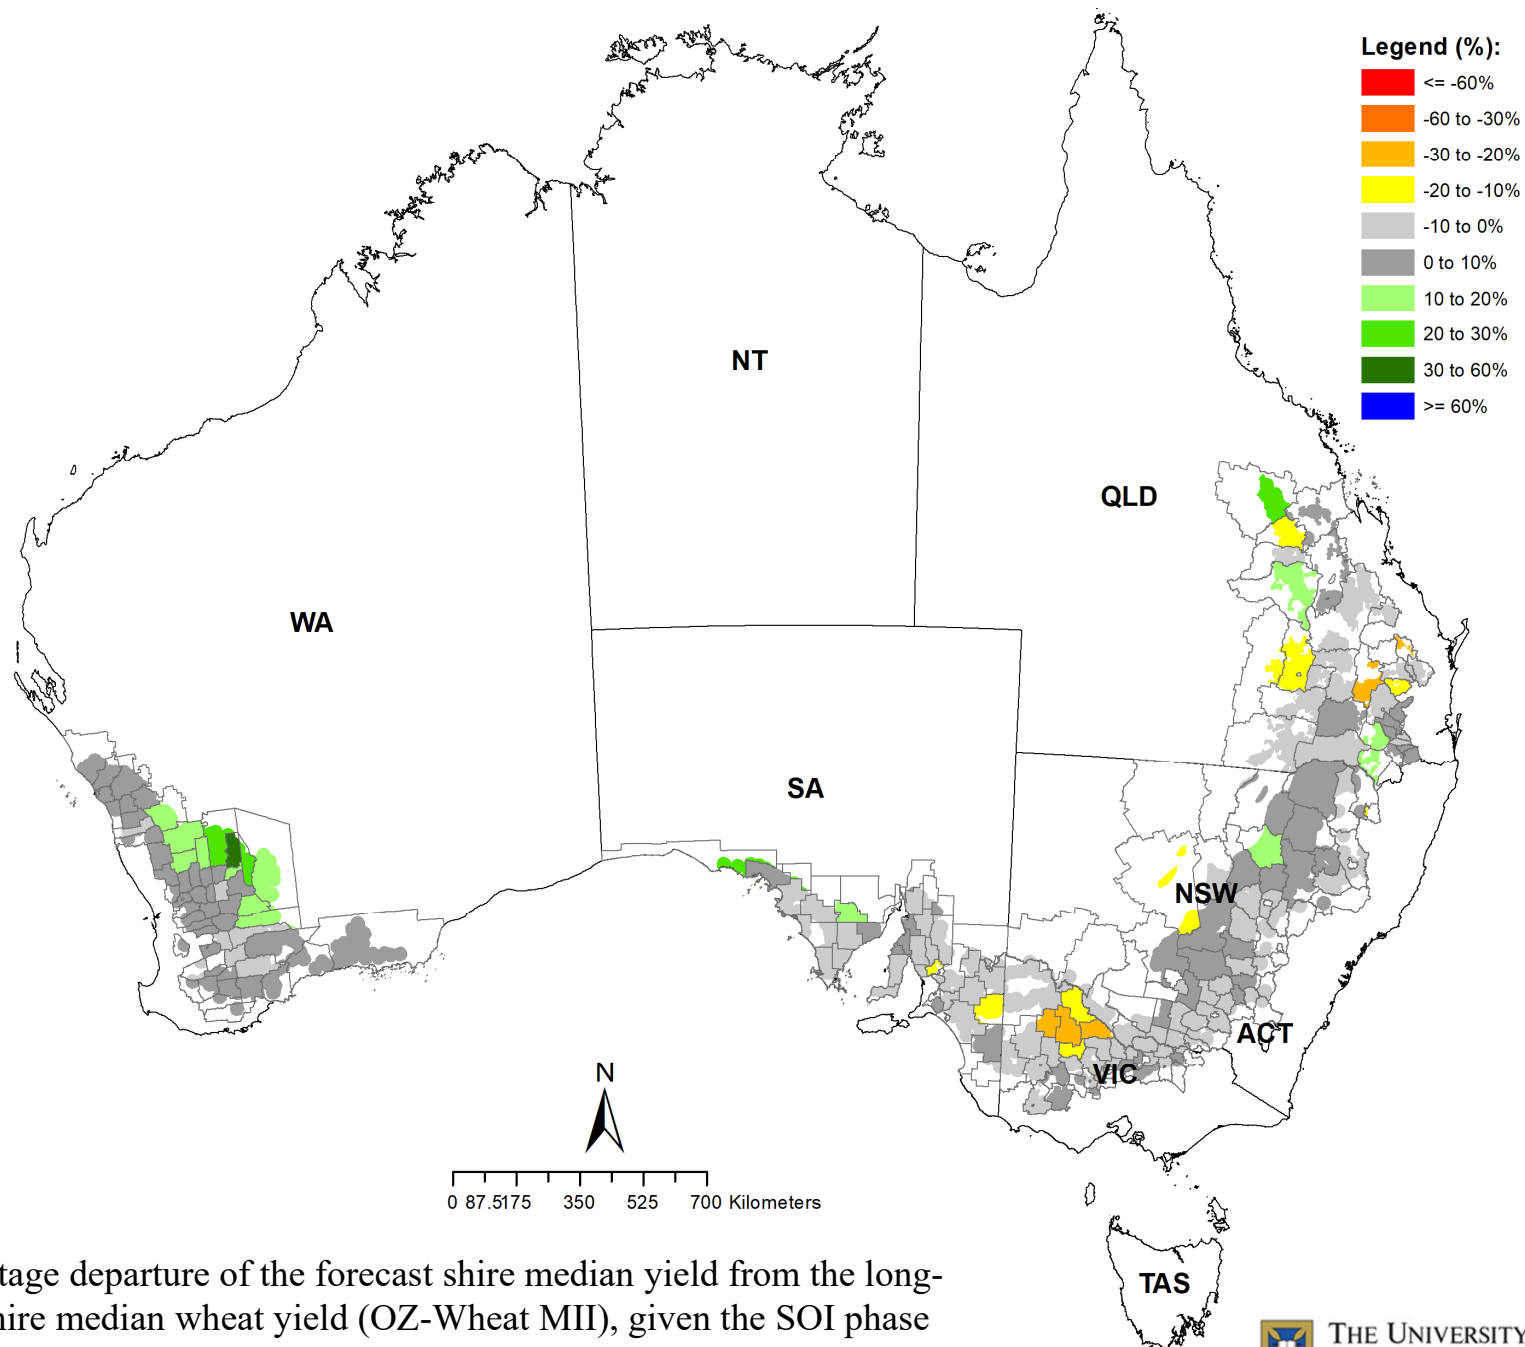 Legend (%):
<= -60%
-60 to -30%
-30 to -20%
-20 to -10%
-10 to 0%
0 to 10%
10 to 20%
20 to 30%
30 to 60%
>= 60%
NT
QLD
WA
SA
NSW
ACT
VIC
N
0 87.5175 350 525 700 Kilometers
tage departure of the forecast shire median yield from the long-
hire median wheat yield (OZ-Wheat MII), given the SOI phase
TAS
THE UNIVERSITY